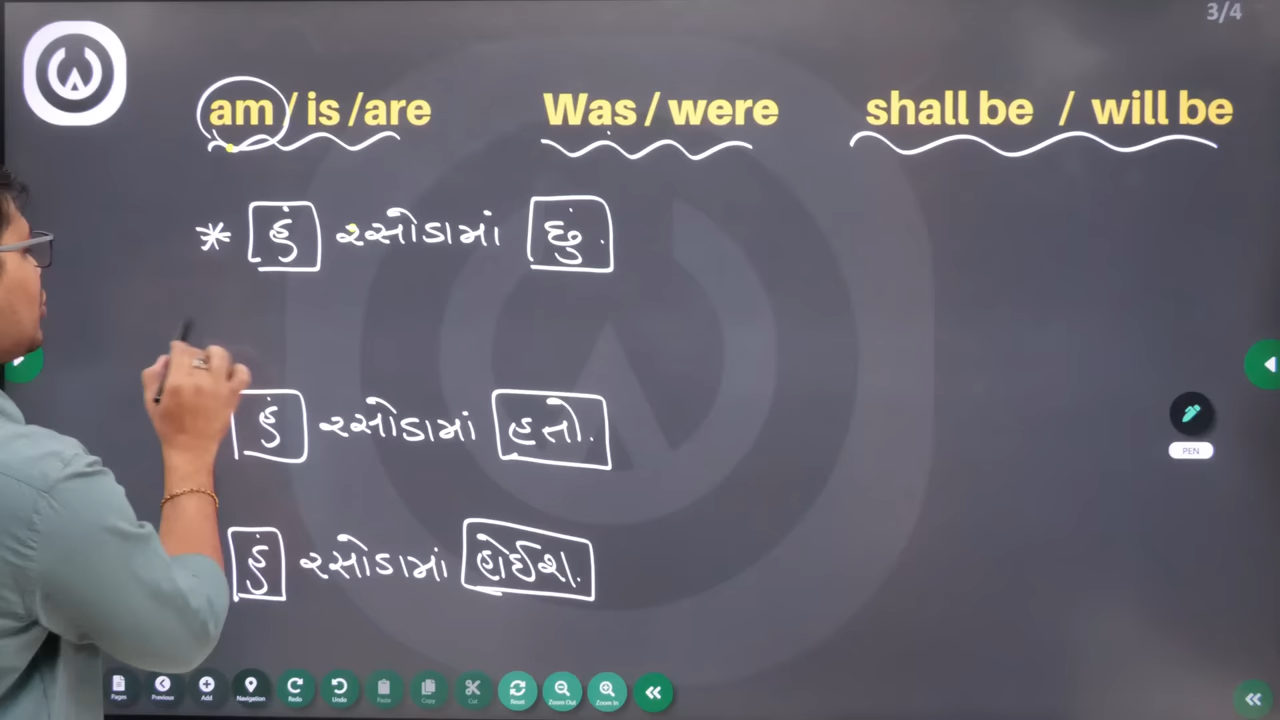 3/4
am / is / are Was / were shall be / will be
* હું રસોડામાં છું.
હું રસોડામાં હતો.
હું રસોડામાં હોઈશ.
PEN
Pages Previous Add Navigation Redo Undo Paste Copy Cut Reset Zoom Out Zoom In